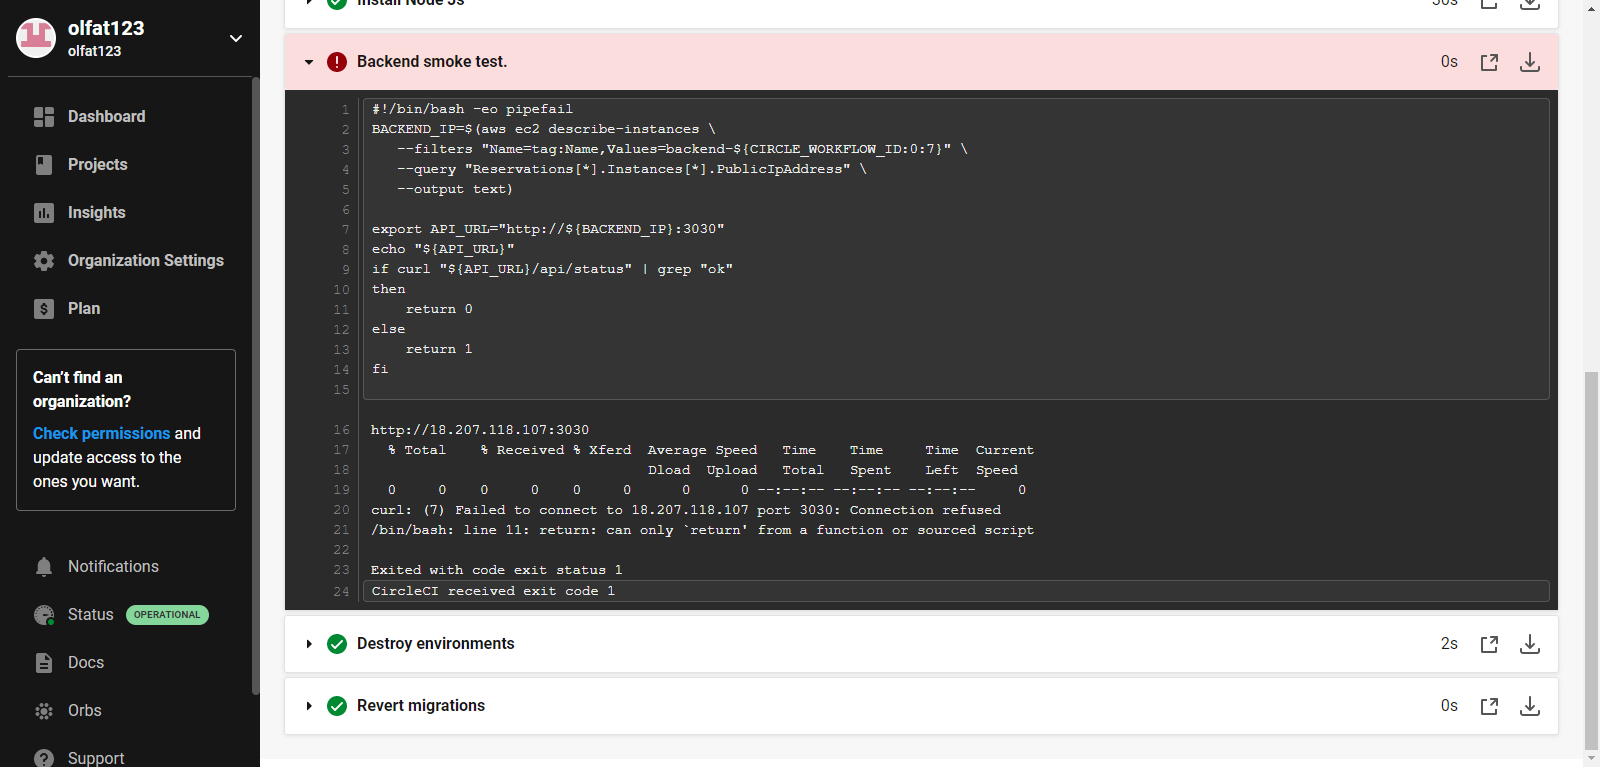 olfat123
olfat123
Dashboard
Projects
Insights
Organization Settings
Plan
Can't find an
organization?
Check permissions and
update access to the
ones you want.
Notifications
Status OPERATIONAL
Docs
Orbs
Support
Install Node Js
30s
Backend smoke test.
0s
1 #!/bin/bash -eo pipefail
2 BACKEND_IP=$(aws ec2 describe-instances \
3 --filters "Name=tag:Name,Values=backend-${CIRCLE_WORKFLOW_ID:0:7}" \
4 --query "Reservations[*].Instances[*].PublicIpAddress" \
5 --output text)
6
7 export API_URL="http://${BACKEND_IP}:3030"
8 echo "${API_URL}"
9 if curl "${API_URL}/api/status" | grep "ok"
10 then
11 return 0
12 else
13 return 1
14 fi
15
16 http://18.207.118.107:3030
17 % Total % Received % Xferd Average Speed Time Time Time Current
18 Dload Upload Total Spent Left Speed
19 0 0 0 0 0 0 0 0 --:--:-- --:--:-- --:--:-- 0
20 curl: (7) Failed to connect to 18.207.118.107 port 3030: Connection refused
21 /bin/bash: line 11: return: can only `return' from a function or sourced script
22
23 Exited with code exit status 1
24 CircleCI received exit code 1
Destroy environments
2s
Revert migrations
0s